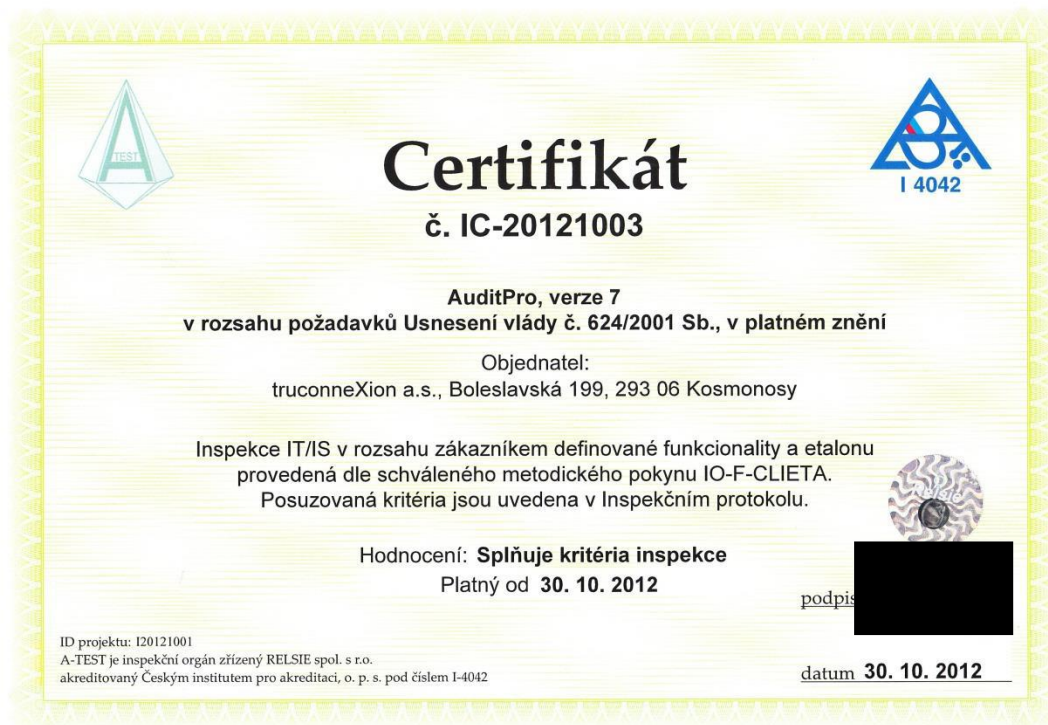 A
TEST
I 4042
Certifikát
č. IC-20121003
AuditPro, verze 7
v rozsahu požadavků Usnesení vlády č. 624/2001 Sb., v platném znění
Objednatel:
truconneXion a.s., Boleslavská 199, 293 06 Kosmonosy
Inspekce IT/IS v rozsahu zákazníkem definované funkcionality a etalonu
provedená dle schváleného metodického pokynu IO-F-CLIETA.
Posuzovaná kritéria jsou uvedena v Inspekčním protokolu.
Hodnocení: Splňuje kritéria inspekce
Platný od 30. 10. 2012
podpis
ID projektu: I20121001
A-TEST je inspekční orgán zřízený RELSIE spol. s r.o.
akreditovaný Českým institutem pro akreditaci, o. p. s. pod číslem I-4042
datum 30. 10. 2012